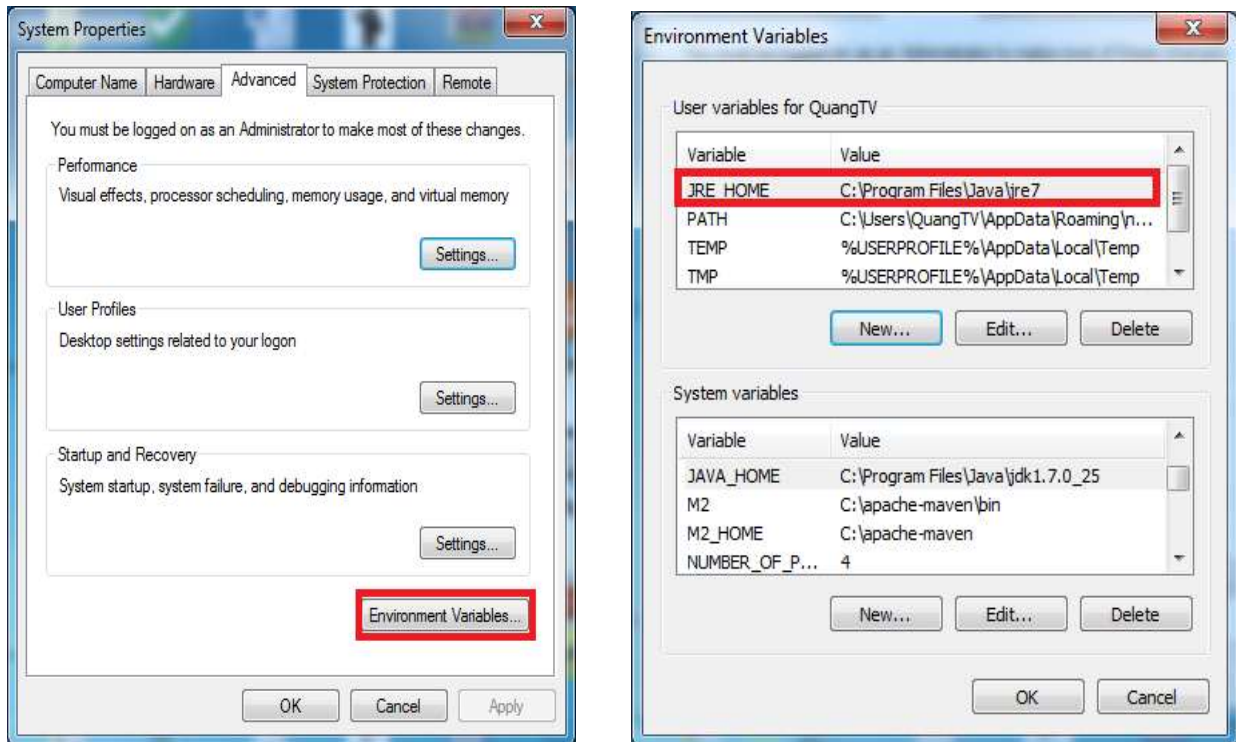 System Properties
Computer Name Hardware Advanced System Protection Remote
You must be logged on as an Administrator to make most of these changes.
Performance
Visual effects, processor scheduling, memory usage, and virtual memory
Settings...
User Profiles
Desktop settings related to your logon
Settings...
Startup and Recovery
System startup, system failure, and debugging information
Settings...
Environment Variables...
OK Cancel Apply
Environment Variables
User variables for QuangTV
Variable Value
JRE_HOME C:\Program Files\Java\jre7
PATH C:\Users\QuangTV\AppData\Roaming\n...
TEMP %USERPROFILE%\AppData\Local\Temp
TMP %USERPROFILE%\AppData\Local\Temp
New... Edit... Delete
System variables
Variable Value
JAVA_HOME C:\Program Files\Java\jdk1.7.0_25
M2 C:\apache-maven\bin
M2_HOME C:\apache-maven
NUMBER_OF_P... 4
New... Edit... Delete
OK Cancel